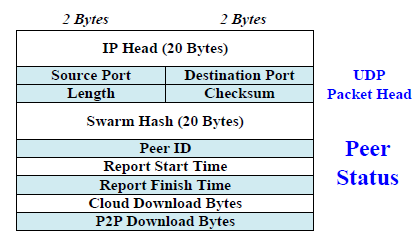 2 Bytes 2 Bytes
IP Head (20 Bytes)
Source Port Destination Port UDP
Length Checksum Packet Head
Swarm Hash (20 Bytes)
Peer ID Peer
Report Start Time
Report Finish Time Status
Cloud Download Bytes
P2P Download Bytes